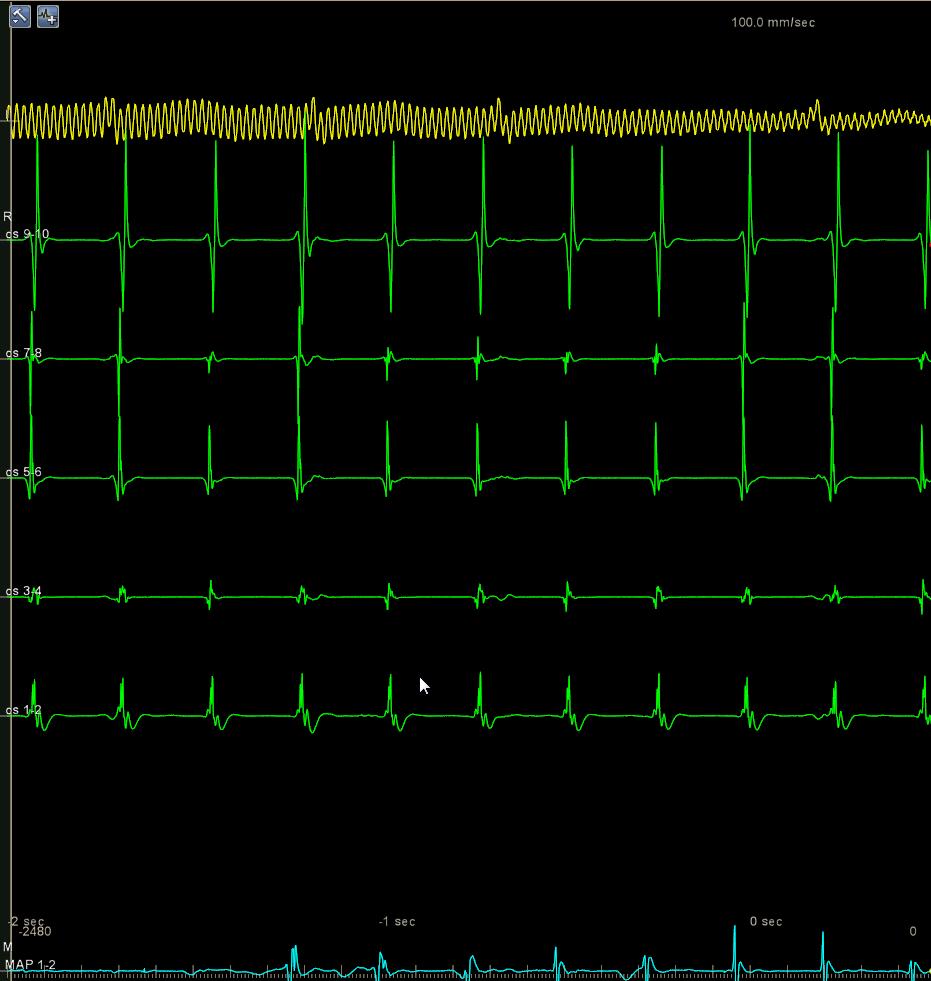 100.0 mm/sec
R
cs 9-10
cs 7-8
cs 5-6
cs 3-4
cs 1-2
-2 sec
-1 sec
0 sec
-2480
0
M
MAP 1-2